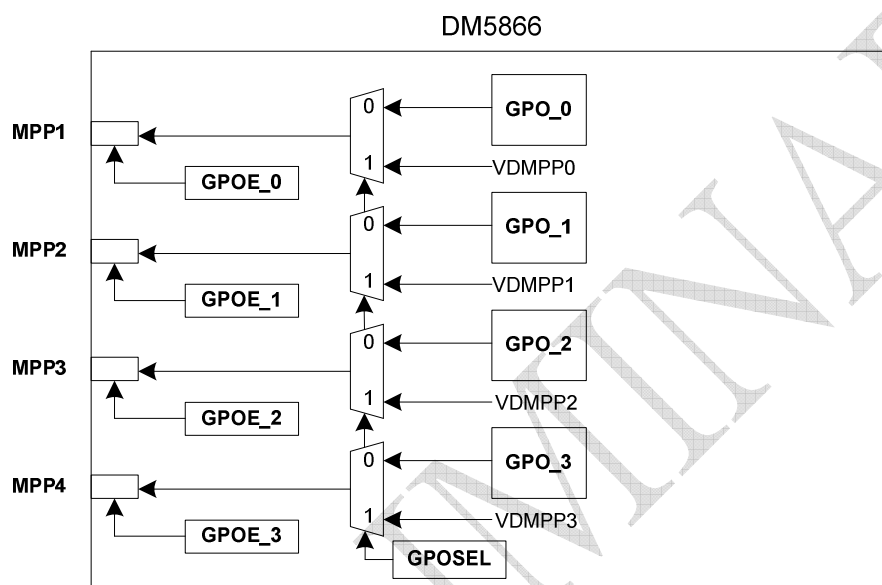 DM5866
MPP1
0
1
GPO_0
VDMPP0
GPOE_0
MPP2
0
1
GPO_1
VDMPP1
GPOE_1
MPP3
0
1
GPO_2
VDMPP2
GPOE_2
MPP4
0
1
GPO_3
VDMPP3
GPOE_3
GPOSEL
IMINA